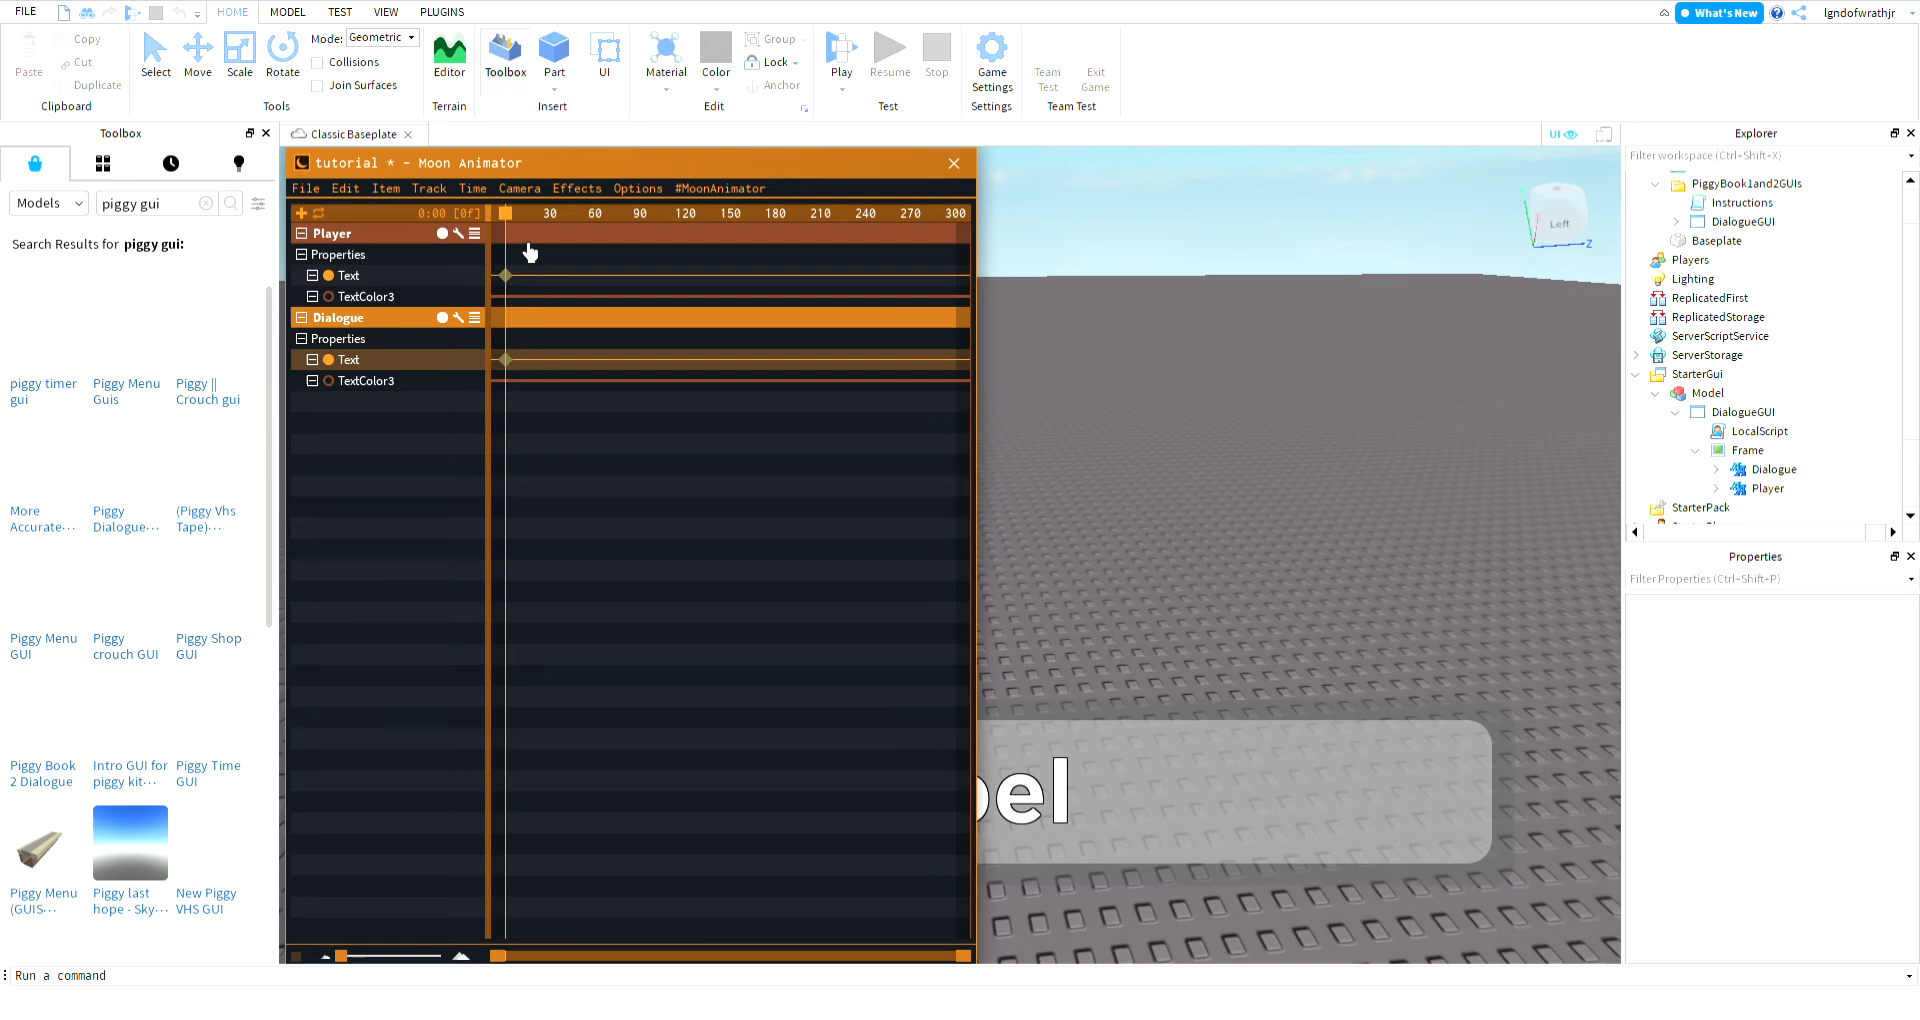 FILE HOME MODEL TEST VIEW PLUGINS What's New lgndofwrathjr
Paste Copy Cut Duplicate Clipboard
Select Move Scale Rotate Mode: Geometric Collisions Join Surfaces Tools
Editor Terrain
Toolbox Part UI Insert
Material Color Group Lock Anchor Edit
Play Resume Stop Test
Game Settings Settings
Team Test Exit Game Team Test
Toolbox
Models piggy gui
Search Results for piggy gui:
piggy timer gui
Piggy Menu Guis
Piggy || Crouch gui
More Accurate...
Piggy Dialogue...
(Piggy Vhs Tape)...
Piggy Menu GUI
Piggy crouch GUI
Piggy Shop GUI
Piggy Book 2 Dialogue
Intro GUI for piggy kit...
Piggy Time GUI
Piggy Menu (GUIS...
Piggy last hope - Sky...
New Piggy VHS GUI
Classic Baseplate
UI
tutorial * - Moon Animator
File Edit Item Track Time Camera Effects Options #MoonAnimator
0:00 [0f] 30 60 90 120 150 180 210 240 270 300
Player
Properties
Text
TextColor3
Dialogue
Properties
Text
TextColor3
Left
Z
bel
Explorer
Filter workspace (Ctrl+Shift+X)
PiggyBook1and2GUIs
Instructions
DialogueGUI
Baseplate
Players
Lighting
ReplicatedFirst
ReplicatedStorage
ServerScriptService
ServerStorage
StarterGui
Model
DialogueGUI
LocalScript
Frame
Dialogue
Player
StarterPack
Properties
Filter Properties (Ctrl+Shift+P)
Run a command